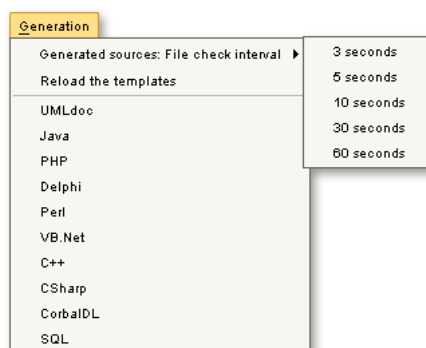 Generation
Generated sources: File check interval
3 seconds
5 seconds
10 seconds
30 seconds
60 seconds
Reload the templates
UMLdoc
Java
PHP
Delphi
Perl
VB.Net
C++
CSharp
CorbaIDL
SQL